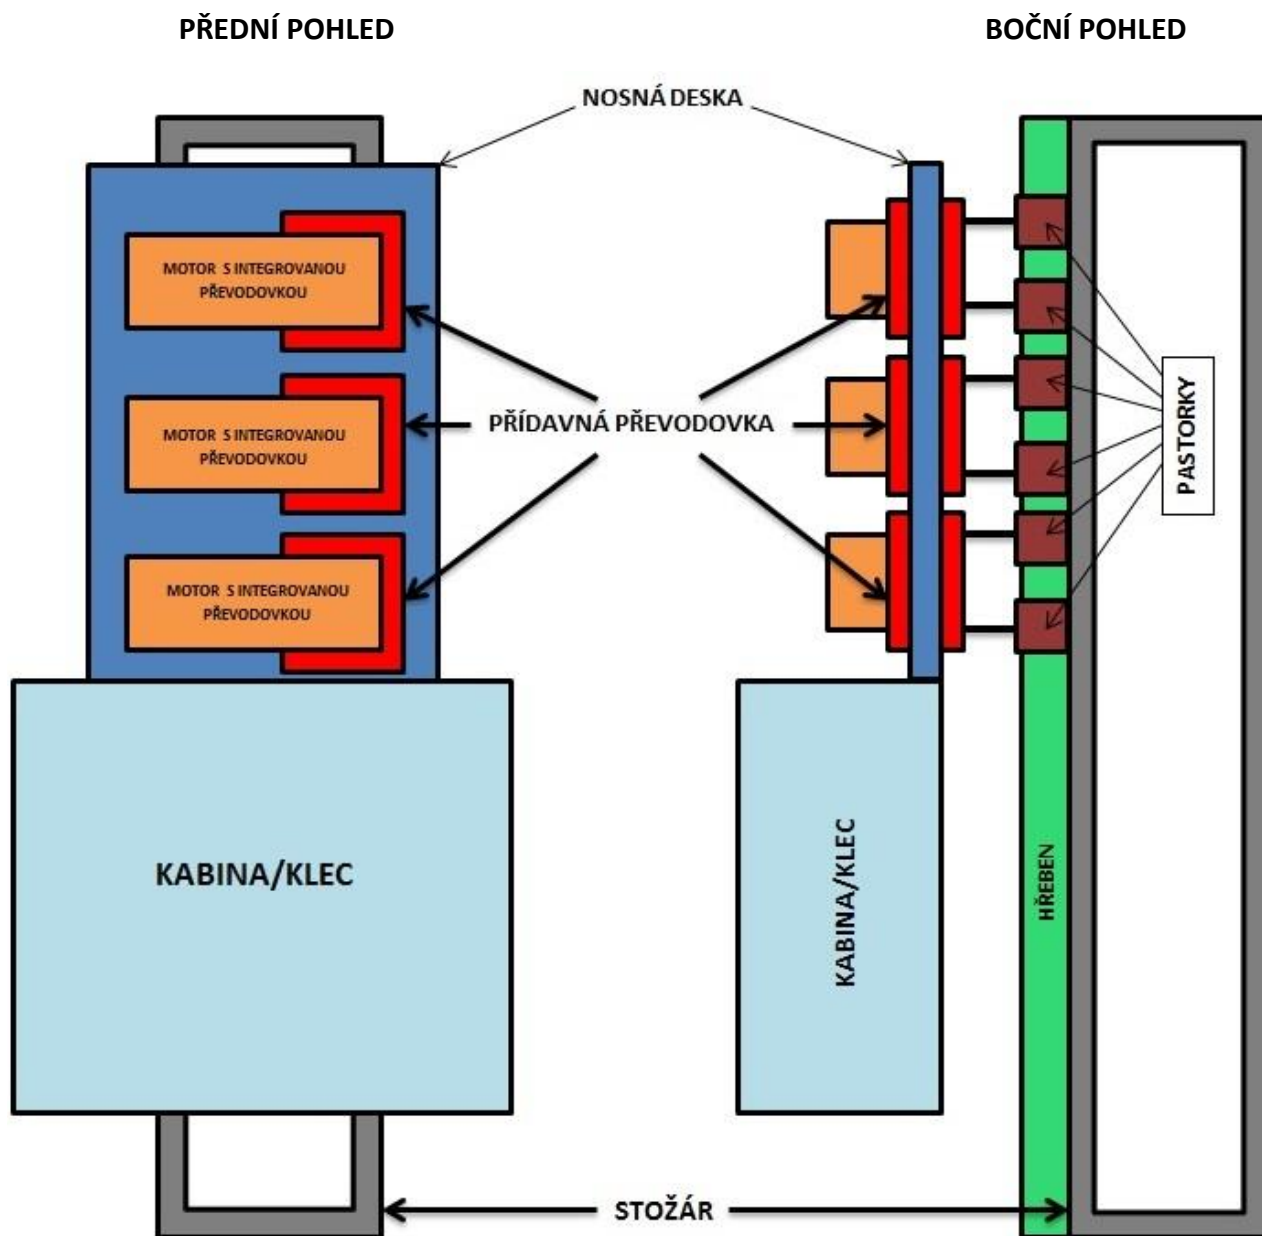 PŘEDNÍ POHLED
BOČNÍ POHLED
NOSNÁ DESKA
MOTOR S INTEGROVANOU
PŘEVODOVKOU
MOTOR S INTEGROVANOU
PŘEVODOVKOU
MOTOR S INTEGROVANOU
PŘEVODOVKOU
PŘÍDAVNÁ PŘEVODOVKA
PASTORKY
KABINA/KLEC
KABINA/KLEC
HŘEBEN
STOŽÁR